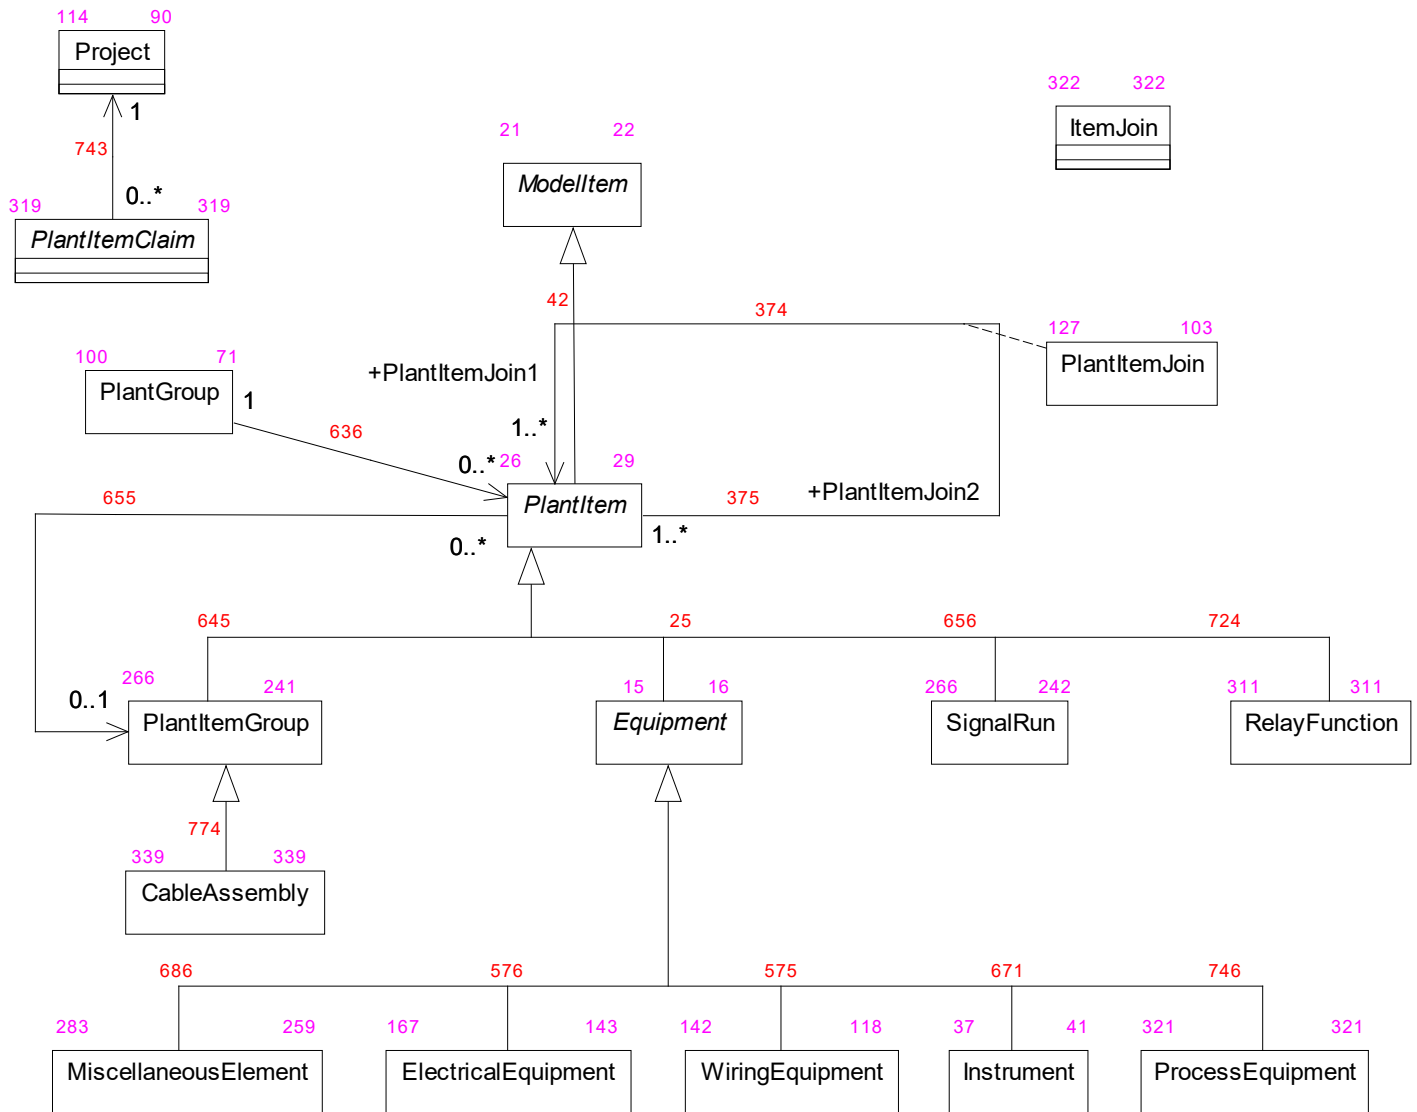 114 90
Project
1
743
0..*
319 319
PlantItemClaim
322 322
ItemJoin
21 22
ModelItem
42
374
127 103
PlantItemJoin
100 71
PlantGroup
1
636
+PlantItemJoin1
1..*
0..*
26 29
PlantItem
655
375
+PlantItemJoin2
0..*
1..*
645
25
656
724
266 241
0..1
PlantItemGroup
15 16
Equipment
266 242
SignalRun
311 311
RelayFunction
774
339 339
CableAssembly
686
576
575
671
746
283 259
MiscellaneousElement
167 143
ElectricalEquipment
142 118
WiringEquipment
37 41
Instrument
321 321
ProcessEquipment